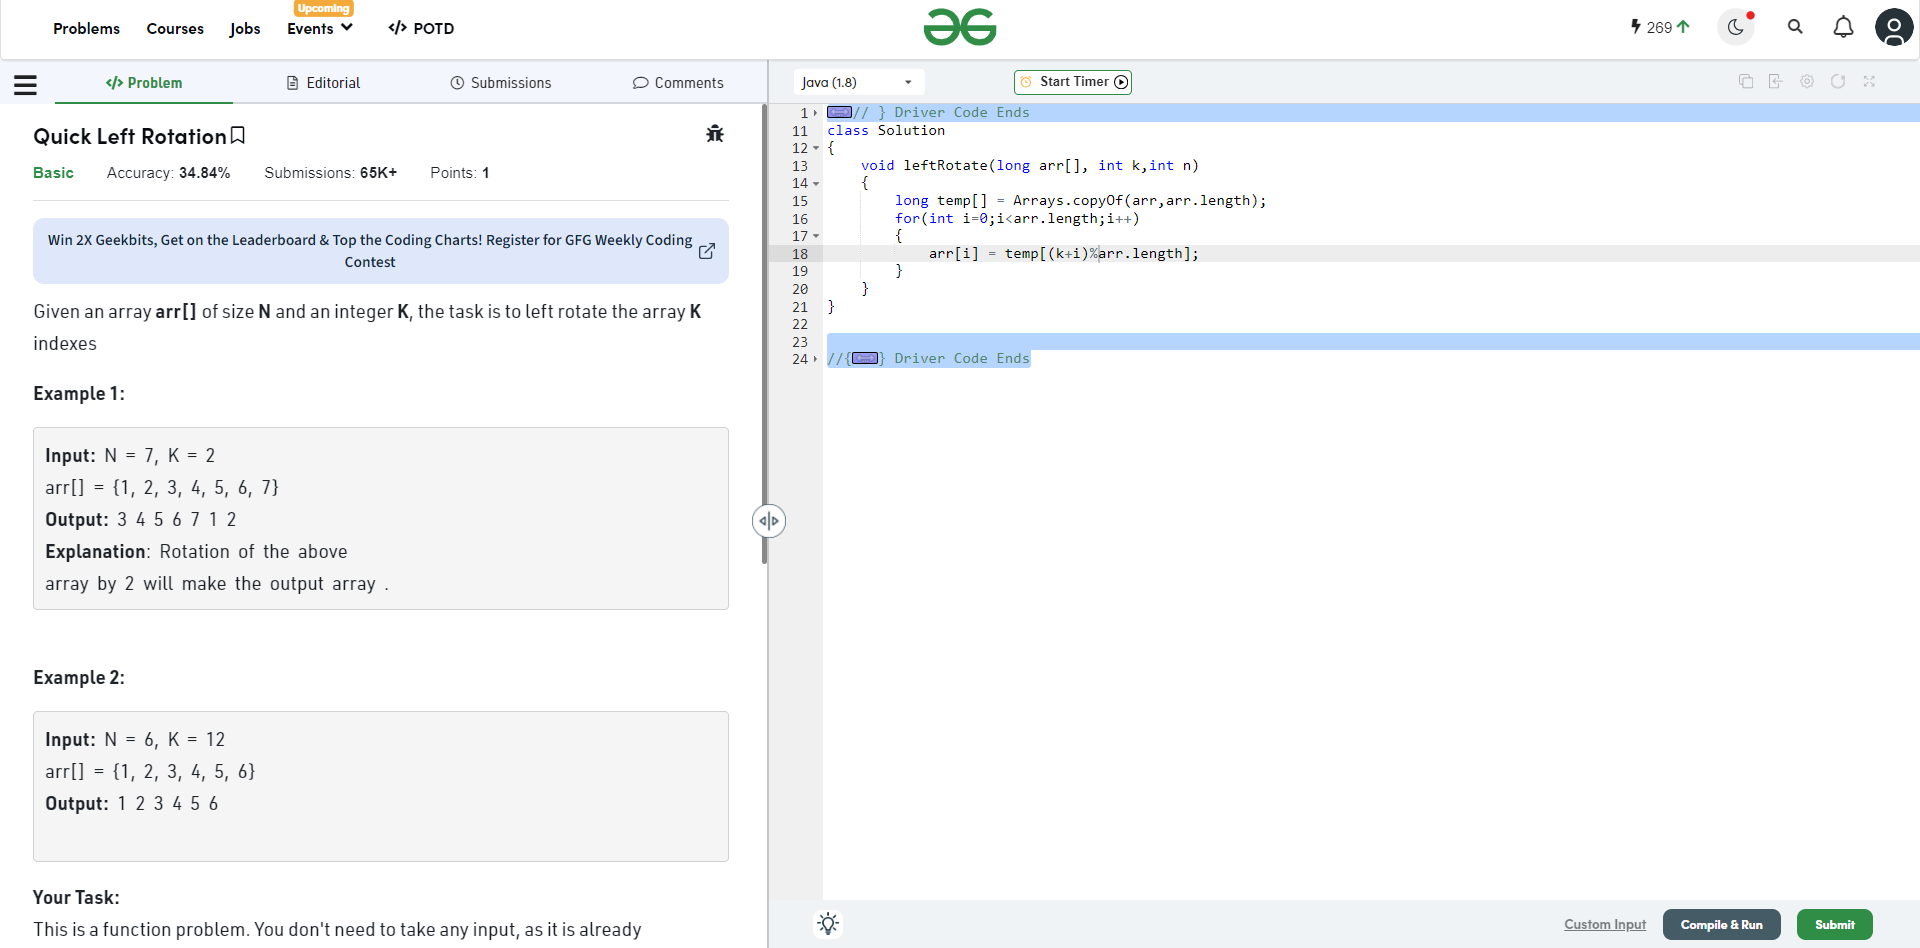 Upcoming
Problems Courses Jobs Events </> POTD
269
</> Problem Editorial Submissions Comments
Quick Left Rotation
Basic Accuracy: 34.84% Submissions: 65K+ Points: 1
Win 2X Geekbits, Get on the Leaderboard & Top the Coding Charts! Register for GFG Weekly Coding
Contest
Given an array arr[] of size N and an integer K, the task is to left rotate the array K
indexes
Example 1:
Input: N = 7, K = 2
arr[] = {1, 2, 3, 4, 5, 6, 7}
Output: 3 4 5 6 7 1 2
Explanation: Rotation of the above
array by 2 will make the output array .
Example 2:
Input: N = 6, K = 12
arr[] = {1, 2, 3, 4, 5, 6}
Output: 1 2 3 4 5 6
Your Task:
This is a function problem. You don't need to take any input, as it is already
Java (1.8) Start Timer
1 // } Driver Code Ends
11 class Solution
12 {
13 void leftRotate(long arr[], int k,int n)
14 {
15 long temp[] = Arrays.copyOf(arr,arr.length);
16 for(int i=0;i<arr.length;i++)
17 {
18 arr[i] = temp[(k+i)%arr.length];
19 }
20 }
21 }
22
23
24 //{ } Driver Code Ends
Custom Input Compile & Run Submit